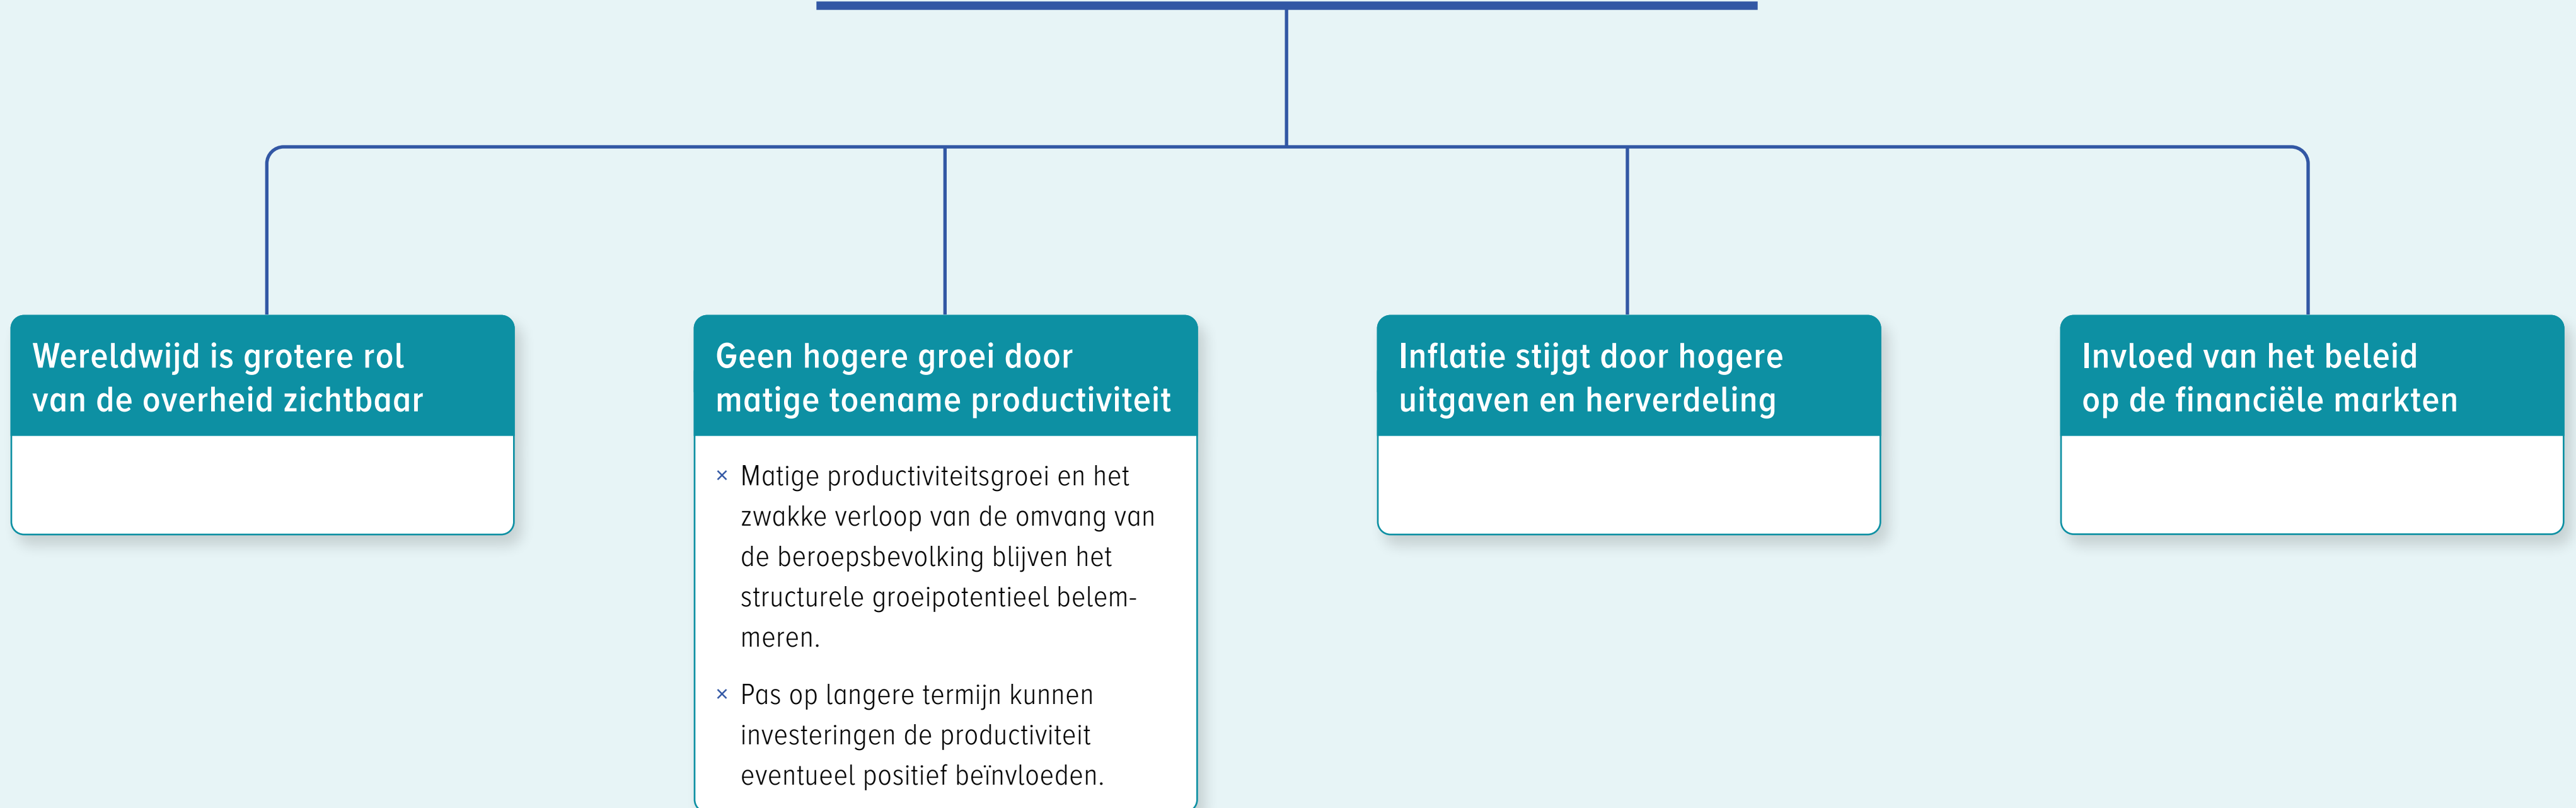 Wereldwijd is grotere rol
van de overheid zichtbaar
Geen hogere groei door
matige toename productiviteit
× Matige productiviteitsgroei en het
zwakke verloop van de omvang van
de beroepsbevolking blijven het
structurele groeipotentieel belem-
meren.
× Pas op langere termijn kunnen
investeringen de productiviteit
eventueel positief beïnvloeden.
Inflatie stijgt door hogere
uitgaven en herverdeling
Invloed van het beleid
op de financiële markten